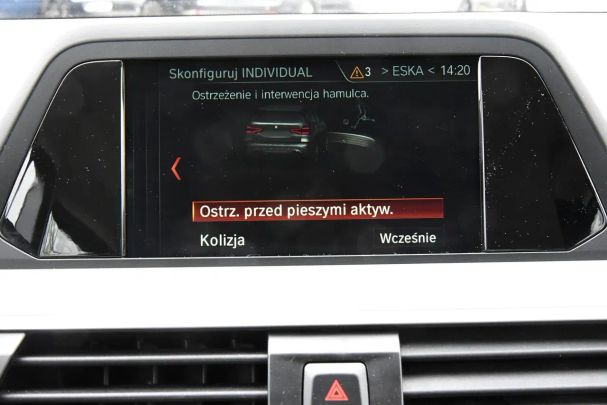 Skonfiguruj INDIVIDUAL 3 > ESKA < 14:20
Ostrzeżenie i interwencja hamulca.
Ostrz. przed pieszymi aktyw.
Kolizja Wcześnie